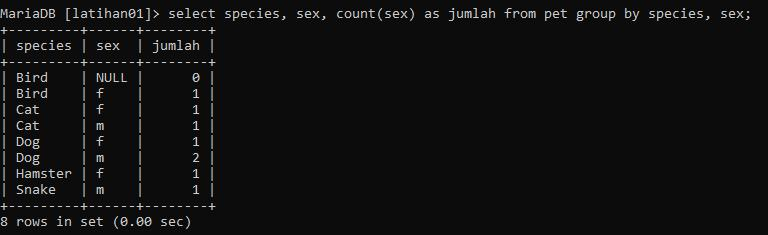 MariaDB [latihan01]> select species, sex, count(sex) as jumlah from pet group by species, sex;
+---------+------+--------+
| species | sex  | jumlah |
+---------+------+--------+
| Bird    | NULL |      0 |
| Bird    | f    |      1 |
| Cat     | f    |      1 |
| Cat     | m    |      1 |
| Dog     | f    |      1 |
| Dog     | m    |      2 |
| Hamster | f    |      1 |
| Snake   | m    |      1 |
+---------+------+--------+
8 rows in set (0.00 sec)